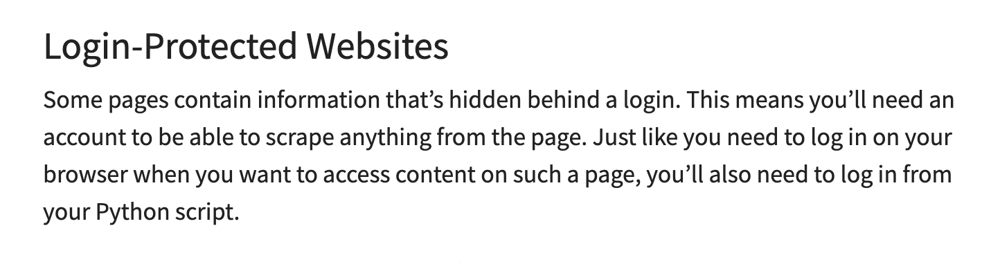 Login-Protected Websites
Some pages contain information that’s hidden behind a login. This means you’ll need an
account to be able to scrape anything from the page. Just like you need to log in on your
browser when you want to access content on such a page, you’ll also need to log in from
your Python script.